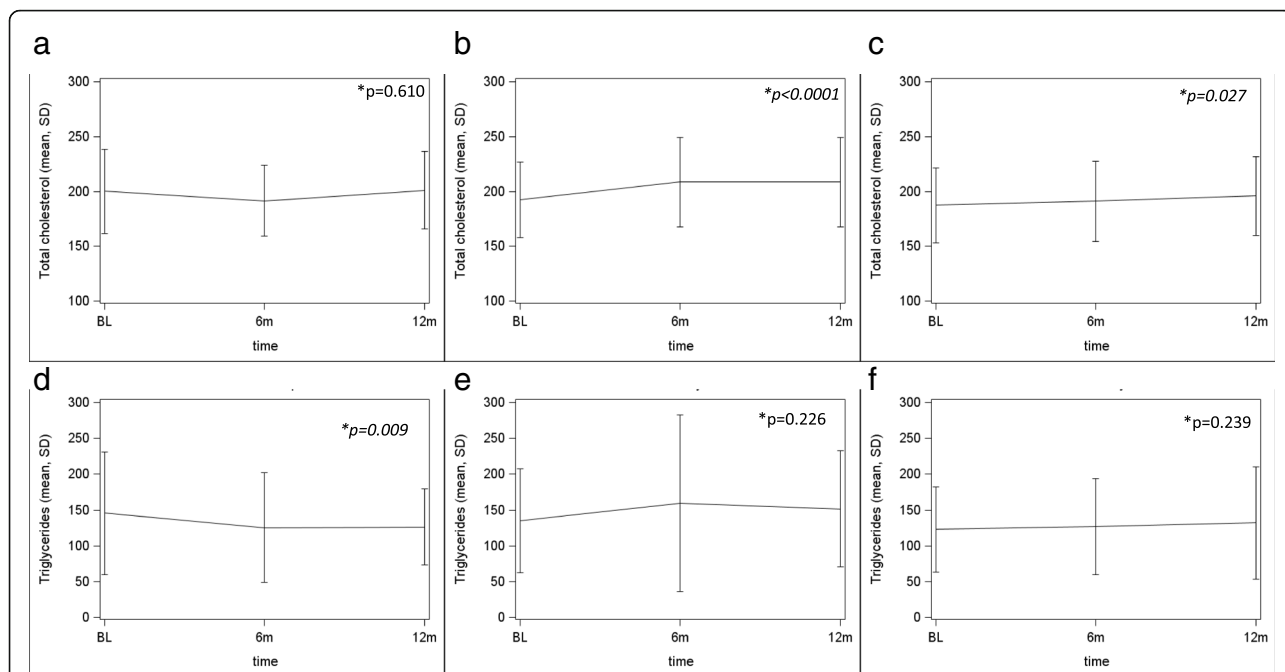 a
300
250
200
150
100
Total cholesterol (mean, SD)
*p=0.610
BL 6m 12m
time
b
300
250
200
150
100
Total cholesterol (mean, SD)
*p<0.0001
BL 6m 12m
time
c
300
250
200
150
100
Total cholesterol (mean, SD)
*p=0.027
BL 6m 12m
time
d
300
250
200
150
100
50
0
Triglycerides (mean, SD)
*p=0.009
BL 6m 12m
time
e
300
250
200
150
100
50
0
Triglycerides (mean, SD)
*p=0.226
BL 6m 12m
time
f
300
250
200
150
100
50
0
Triglycerides (mean, SD)
*p=0.239
BL 6m 12m
time